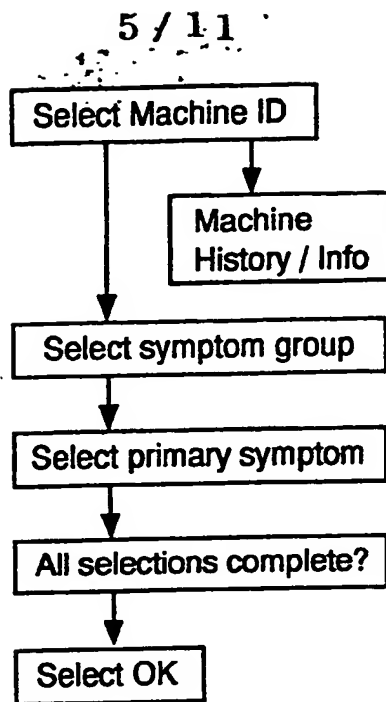 5/11
Select Machine ID
Machine
History / Info
Select symptom group
Select primary symptom
All selections complete?
Select OK